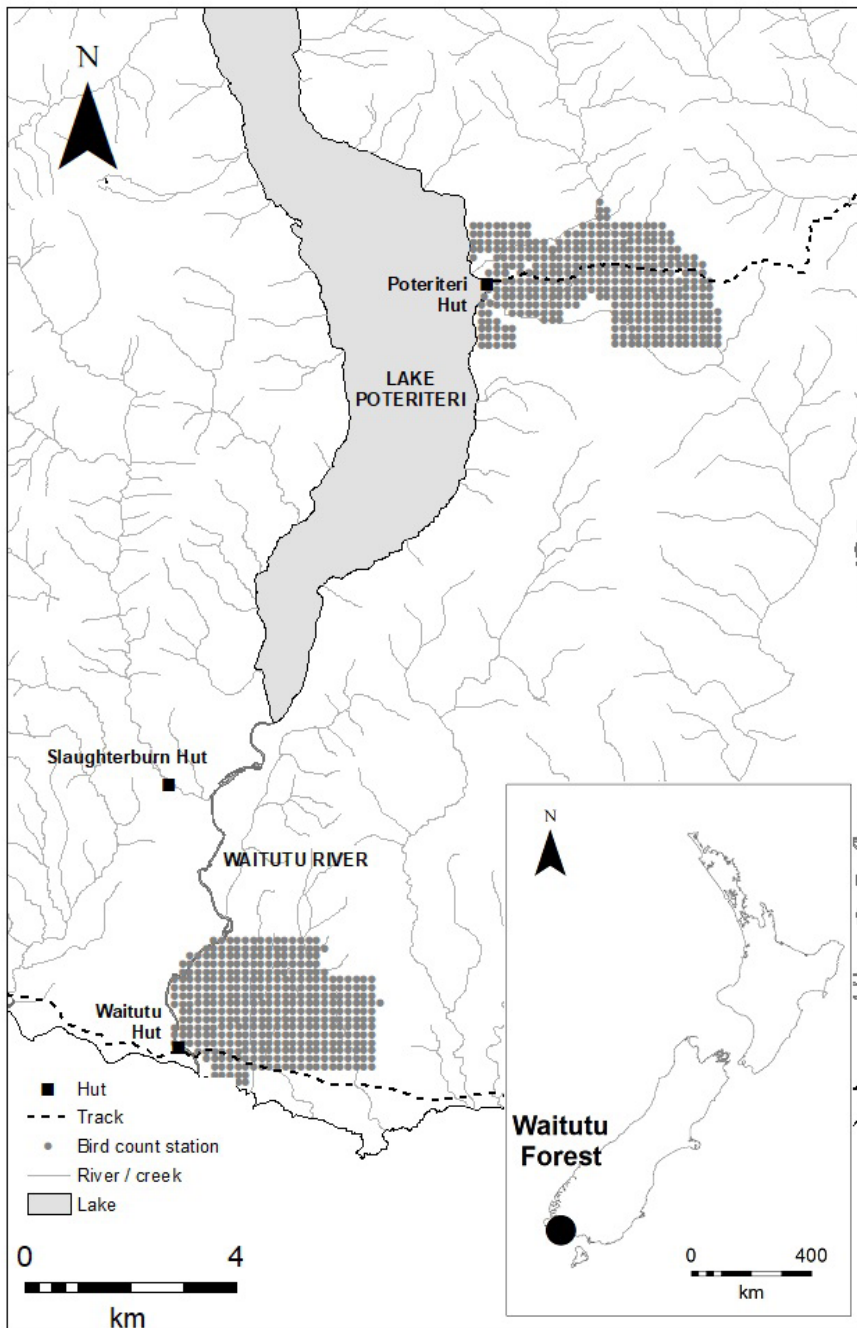 N
Poteriteri
Hut
LAKE
POTERITERI
Slaughterburn Hut
WAITUTU RIVER
Waitutu
Hut
Hut
Track
Bird count station
River / creek
Lake
0 4
km
N
Waitutu
Forest
0 400
km